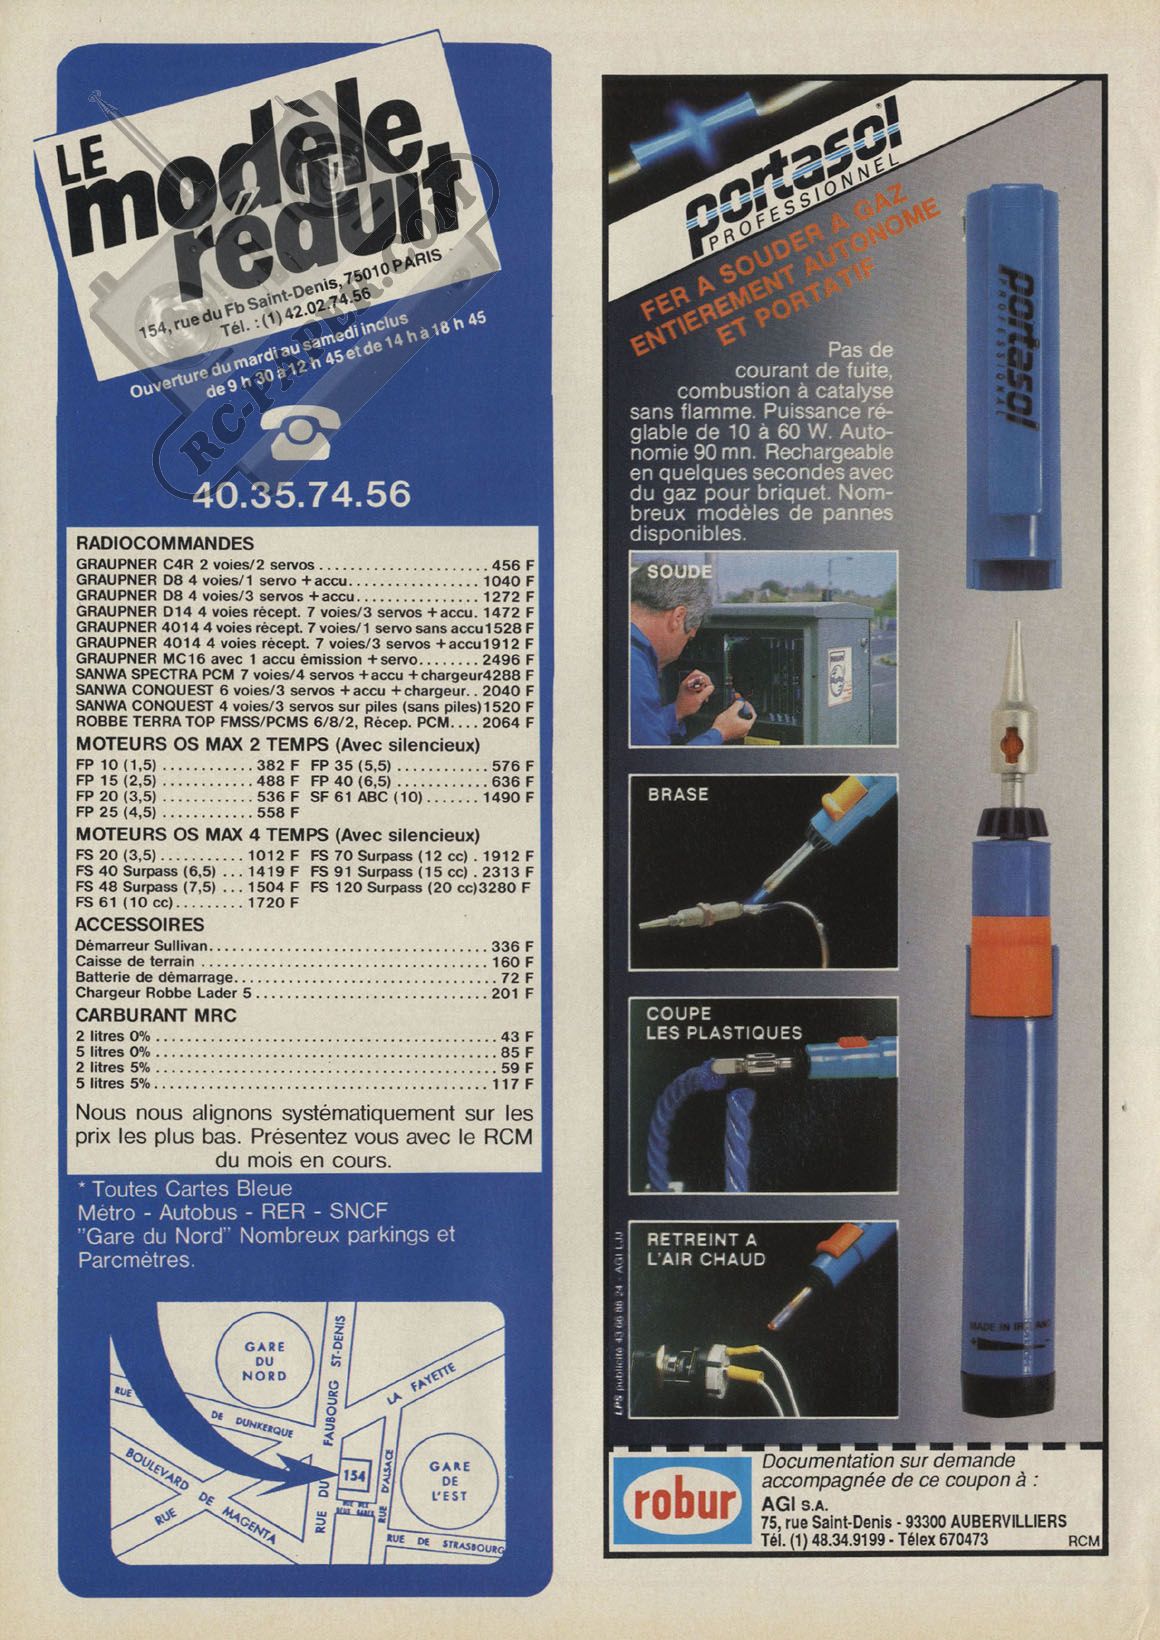 LE
modèle
réduit
154, rue du Fb Saint-Denis, 75010 PARIS
Tél. : (1) 42.02.74.56
Ouverture du mardi au samedi inclus
de 9 h 30 à 12 h 45 et de 14 h à 18 h 45
RC-PAPER.COM
40.35.74.56
RADIOCOMMANDES
GRAUPNER C4R 2 voies/2 servos ...................... 456 F
GRAUPNER D8 4 voies/1 servo + accu................. 1040 F
GRAUPNER D8 4 voies/3 servos + accu................ 1272 F
GRAUPNER D14 4 voies récept. 7 voies/3 servos + accu. 1472 F
GRAUPNER 4014 4 voies récept. 7 voies/1 servo sans accu 1528 F
GRAUPNER 4014 4 voies récept. 7 voies/3 servos + accu 1912 F
GRAUPNER MC16 avec 1 accu émission + servo........ 2496 F
SANWA SPECTRA PCM 7 voies/4 servos + accu + chargeur 4288 F
SANWA CONQUEST 6 voies/3 servos + accu + chargeur.. 2040 F
SANWA CONQUEST 4 voies/3 servos sur piles (sans piles) 1520 F
ROBBE TERRA TOP FMSS/PCMS 6/8/2, Récep. PCM.... 2064 F
MOTEURS OS MAX 2 TEMPS (Avec silencieux)
FP 10 (1,5) ............ 382 F FP 35 (5,5) ............ 576 F
FP 15 (2,5) ............ 488 F FP 40 (6,5) ............ 636 F
FP 20 (3,5) ............ 536 F SF 61 ABC (10) ....... 1490 F
FP 25 (4,5) ............ 558 F
MOTEURS OS MAX 4 TEMPS (Avec silencieux)
FS 20 (3,5) ........... 1012 F FS 70 Surpass (12 cc) . 1912 F
FS 40 Surpass (6,5) ... 1419 F FS 91 Surpass (15 cc) . 2313 F
FS 48 Surpass (7,5) ... 1504 F FS 120 Surpass (20 cc) 3280 F
FS 61 (10 cc)......... 1720 F
ACCESSOIRES
Démarreur Sullivan.................................. 336 F
Caisse de terrain ................................... 160 F
Batterie de démarrage................................ 72 F
Chargeur Robbe Lader 5 ............................. 201 F
CARBURANT MRC
2 litres 0% .......................................... 43 F
5 litres 0% .......................................... 85 F
2 litres 5% .......................................... 59 F
5 litres 5% ......................................... 117 F
Nous nous alignons systématiquement sur les
prix les plus bas. Présentez vous avec le RCM
du mois en cours.
* Toutes Cartes Bleue
Métro - Autobus - RER - SNCF
"Gare du Nord" Nombreux parkings et
Parcmètres.
GARE
DU
NORD
RUE DU FAUBOURG ST-DENIS
LA FAYETTE
RUE DE DUNKERQUE
BOULEVARD DE MAGENTA
RUE
154
RUE D'ALSACE
RUE DES
DEUX GARES
GARE
DE
L'EST
RUE DE STRASBOURG
portasol®
PROFESSIONNEL
FER A SOUDER A GAZ
ENTIEREMENT AUTONOME
ET PORTATIF
Pas de
courant de fuite,
combustion à catalyse
sans flamme. Puissance ré-
glable de 10 à 60 W. Auto-
nomie 90 mn. Rechargeable
en quelques secondes avec
du gaz pour briquet. Nom-
breux modèles de pannes
disponibles.
portasol
PROFESSIONAL
SOUDE
BRASE
COUPE
LES PLASTIQUES
RETREINT A
L'AIR CHAUD
MADE IN IRELAND
LPS publicité 43 66 88 24 - AGI LJJ
robur
Documentation sur demande
accompagnée de ce coupon à :
AGI S.A.
75, rue Saint-Denis - 93300 AUBERVILLIERS
Tél. (1) 48.34.9199 - Télex 670473
RCM